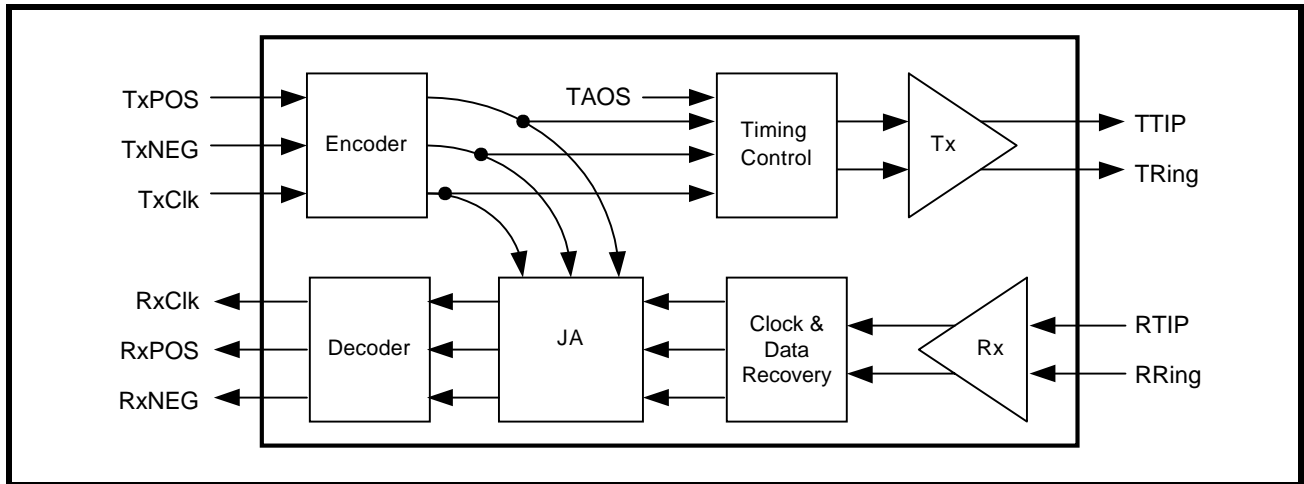 TxPOS
TxNEG
TxClk
Encoder
TAOS
Timing
Control
Tx
TTIP
TRing
RxClk
RxPOS
RxNEG
Decoder
JA
Clock &
Data
Recovery
Rx
RTIP
RRing